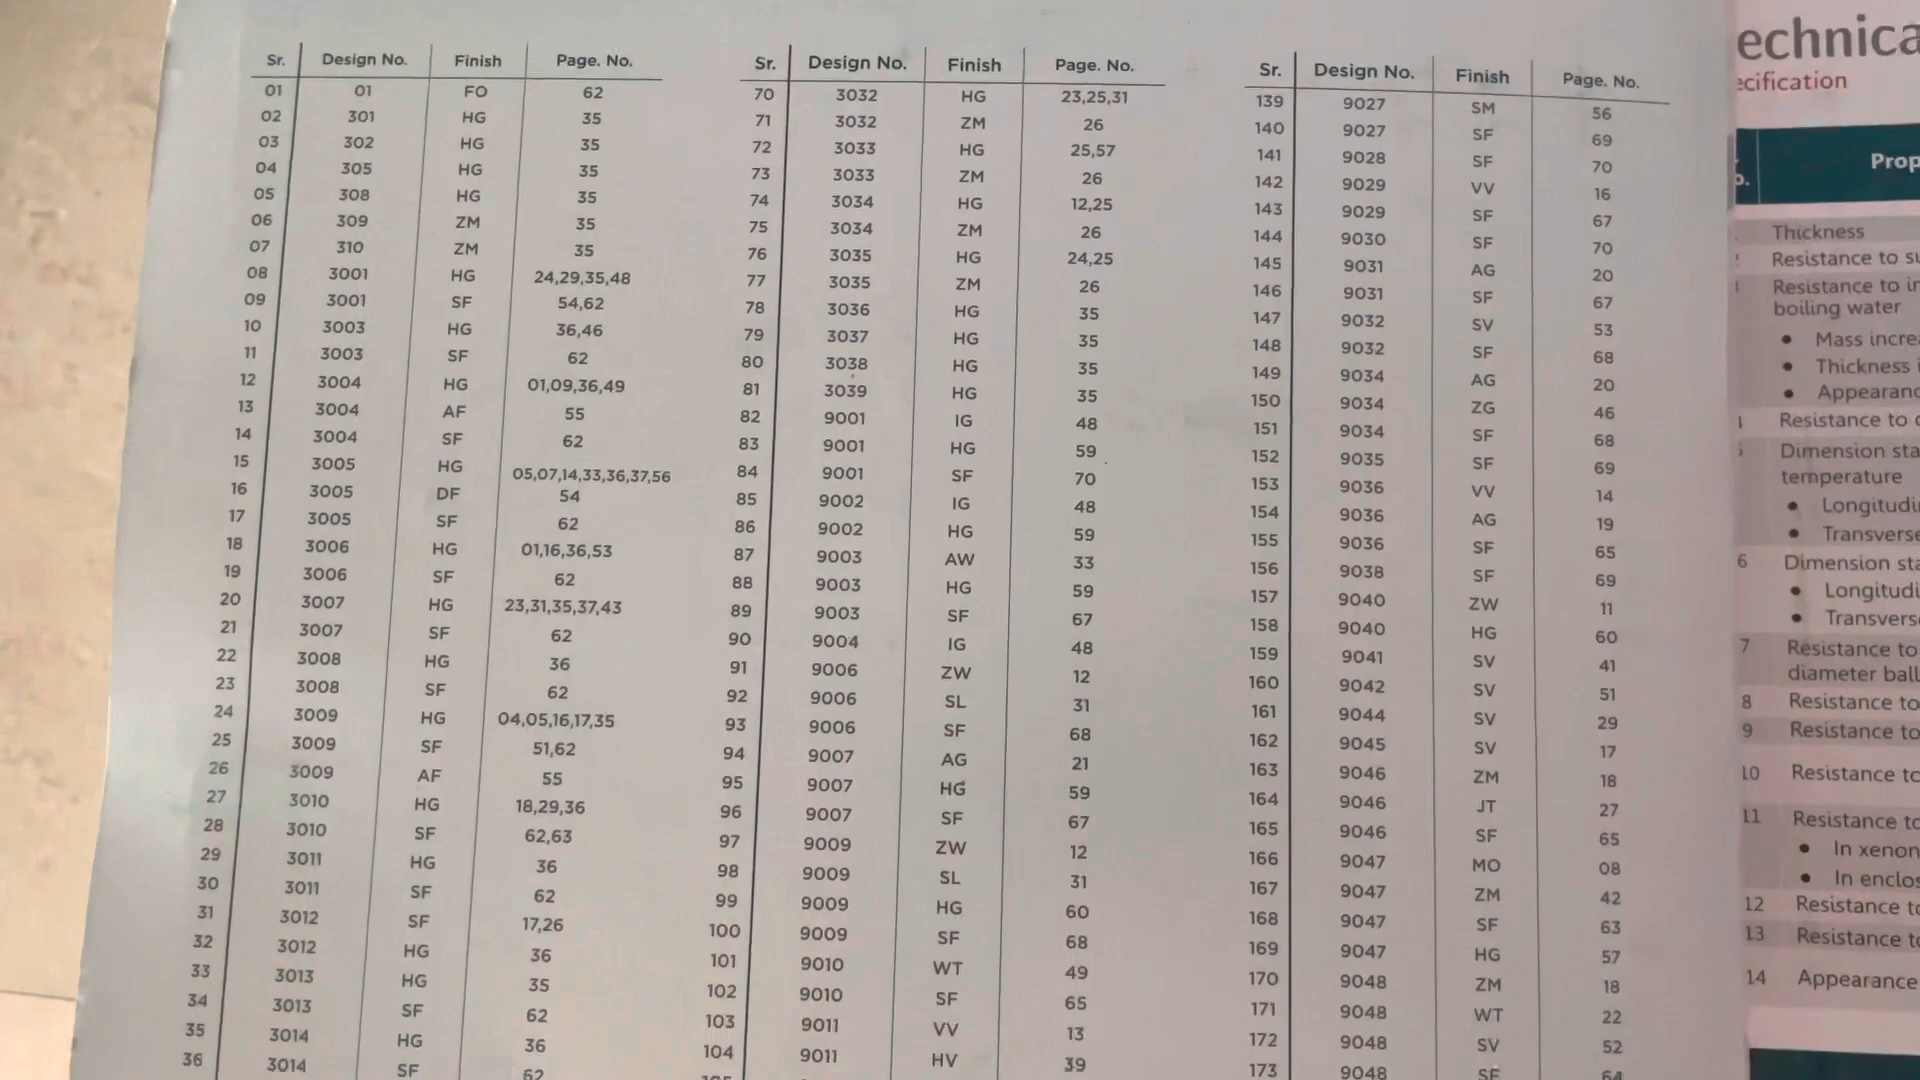 Sr. Design No. Finish Page. No.
01 01 FO 62
02 301 HG 35
03 302 HG 35
04 305 HG 35
05 308 HG 35
06 309 ZM 35
07 310 ZM 35
08 3001 HG 24,29,35,48
09 3001 SF 54,62
10 3003 HG 36,46
11 3003 SF 62
12 3004 HG 01,09,36,49
13 3004 AF 55
14 3004 SF 62
15 3005 HG 05,07,14,33,36,37,56
16 3005 DF 54
17 3005 SF 62
18 3006 HG 01,16,36,53
19 3006 SF 62
20 3007 HG 23,31,35,37,43
21 3007 SF 62
22 3008 HG 36
23 3008 SF 62
24 3009 HG 04,05,16,17,35
25 3009 SF 51,62
26 3009 AF 55
27 3010 HG 18,29,36
28 3010 SF 62,63
29 3011 HG 36
30 3011 SF 62
31 3012 SF 17,26
32 3012 HG 36
33 3013 HG 35
34 3013 SF 62
35 3014 HG 36
36 3014 SF 62
Sr. Design No. Finish Page. No.
70 3032 HG 23,25,31
71 3032 ZM 26
72 3033 HG 25,57
73 3033 ZM 26
74 3034 HG 12,25
75 3034 ZM 26
76 3035 HG 24,25
77 3035 ZM 26
78 3036 HG 35
79 3037 HG 35
80 3038 HG 35
81 3039 HG 35
82 9001 IG 48
83 9001 HG 59
84 9001 SF 70
85 9002 IG 48
86 9002 HG 59
87 9003 AW 33
88 9003 HG 59
89 9003 SF 67
90 9004 IG 48
91 9006 ZW 12
92 9006 SL 31
93 9006 SF 68
94 9007 AG 21
95 9007 HG 59
96 9007 SF 67
97 9009 ZW 12
98 9009 SL 31
99 9009 HG 60
100 9009 SF 68
101 9010 WT 49
102 9010 SF 65
103 9011 VV 13
104 9011 HV 39
Sr. Design No. Finish Page. No.
139 9027 SM 56
140 9027 SF 69
141 9028 SF 70
142 9029 VV 16
143 9029 SF 67
144 9030 SF 70
145 9031 AG 20
146 9031 SF 67
147 9032 SV 53
148 9032 SF 68
149 9034 AG 20
150 9034 ZG 46
151 9034 SF 68
152 9035 SF 69
153 9036 VV 14
154 9036 AG 19
155 9036 SF 65
156 9038 SF 69
157 9040 ZW 11
158 9040 HG 60
159 9041 SV 41
160 9042 SV 51
161 9044 SV 29
162 9045 SV 17
163 9046 ZM 18
164 9046 JT 27
165 9046 SF 65
166 9047 MO 08
167 9047 ZM 42
168 9047 SF 63
169 9047 HG 57
170 9048 ZM 18
171 9048 WT 22
172 9048 SV 52
173 9048 SF 64
echnica
ecification
Prop
Thickness
Resistance to su
Resistance to in
boiling water
• Mass increa
• Thickness i
• Appearanc
Resistance to c
Dimension sta
temperature
• Longitudi
• Transverse
6 Dimension sta
• Longitudi
• Transvers
7 Resistance to
diameter ball
8 Resistance to
9 Resistance to
10 Resistance to
11 Resistance to
• In xenon
• In enclos
12 Resistance to
13 Resistance to
14 Appearance